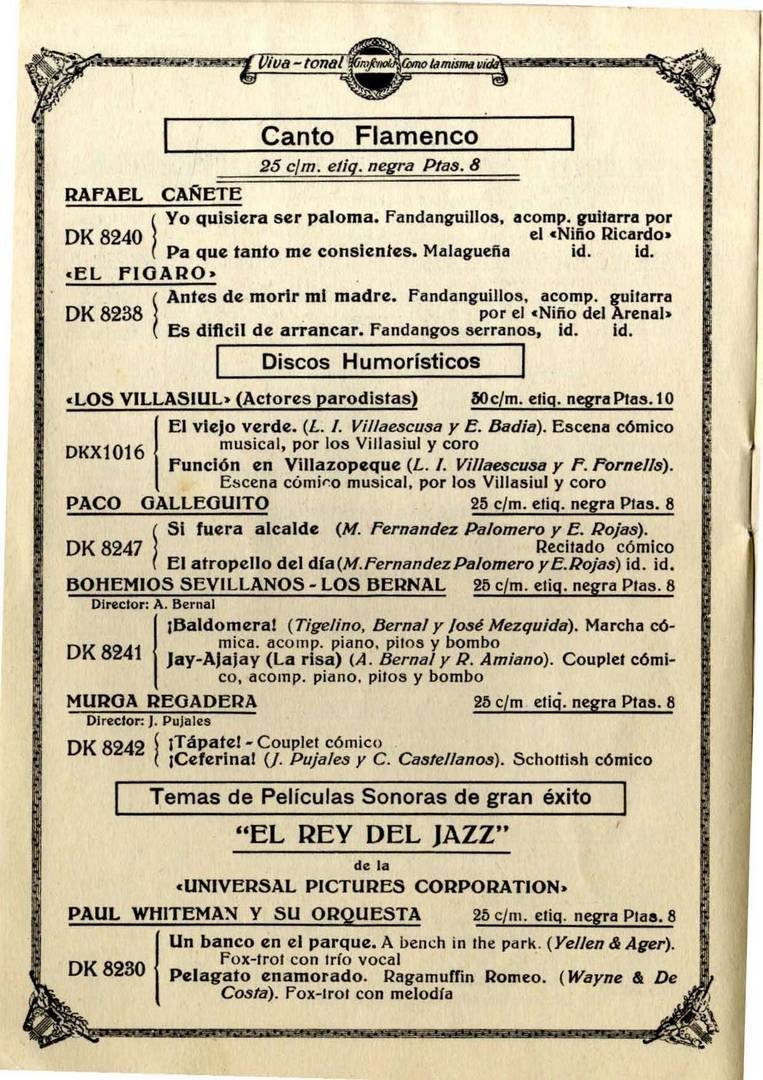 Viva-tonal Grafonola Como la misma vida
Canto Flamenco
25 c/m. etiq. negra Ptas. 8
RAFAEL CAÑETE
DK 8240
Yo quisiera ser paloma. Fandanguillos, acomp. guitarra por
el «Niño Ricardo»
Pa que tanto me consientes. Malagueña id. id.
«EL FIGARO»
DK 8238
Antes de morir mi madre. Fandanguillos, acomp. guitarra
por el «Niño del Arenal»
Es dificil de arrancar. Fandangos serranos, id. id.
Discos Humorísticos
«LOS VILLASIUL» (Actores parodistas) 30 c/m. etiq. negra Ptas. 10
DKX1016
El viejo verde. (L. I. Villaescusa y E. Badia). Escena cómico
musical, por los Villasiul y coro
Función en Villazopeque (L. I. Villaescusa y F. Fornells).
Escena cómico musical, por los Villasiul y coro
PACO GALLEGUITO 25 c/m. etiq. negra Ptas. 8
DK 8247
Si fuera alcalde (M. Fernandez Palomero y E. Rojas).
Recitado cómico
El atropello del día (M. Fernandez Palomero y E. Rojas) id. id.
BOHEMIOS SEVILLANOS - LOS BERNAL 25 c/m. etiq. negra Ptas. 8
Director: A. Bernal
DK 8241
¡Baldomera! (Tigelino, Bernal y José Mezquida). Marcha có-
mica. acomp. piano, pitos y bombo
Jay-Ajajay (La risa) (A. Bernal y R. Amiano). Couplet cómi-
co, acomp. piano, pitos y bombo
MURGA REGADERA 25 c/m etiq. negra Ptas. 8
Director: J. Pujales
DK 8242
¡Tápate! - Couplet cómico
¡Ceferina! (J. Pujales y C. Castellanos). Schottish cómico
Temas de Películas Sonoras de gran éxito
"EL REY DEL JAZZ"
de la
«UNIVERSAL PICTURES CORPORATION»
PAUL WHITEMAN Y SU ORQUESTA 25 c/m. etiq. negra Ptas. 8
DK 8230
Un banco en el parque. A bench in the park. (Yellen & Ager).
Fox-trot con trío vocal
Pelagato enamorado. Ragamuffin Romeo. (Wayne & De
Costa). Fox-trot con melodía